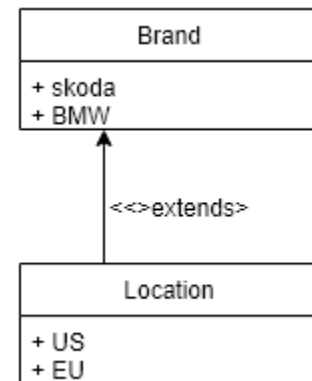 Brand
+ skoda
+ BMW
<<>extends>
Location
+ US
+ EU